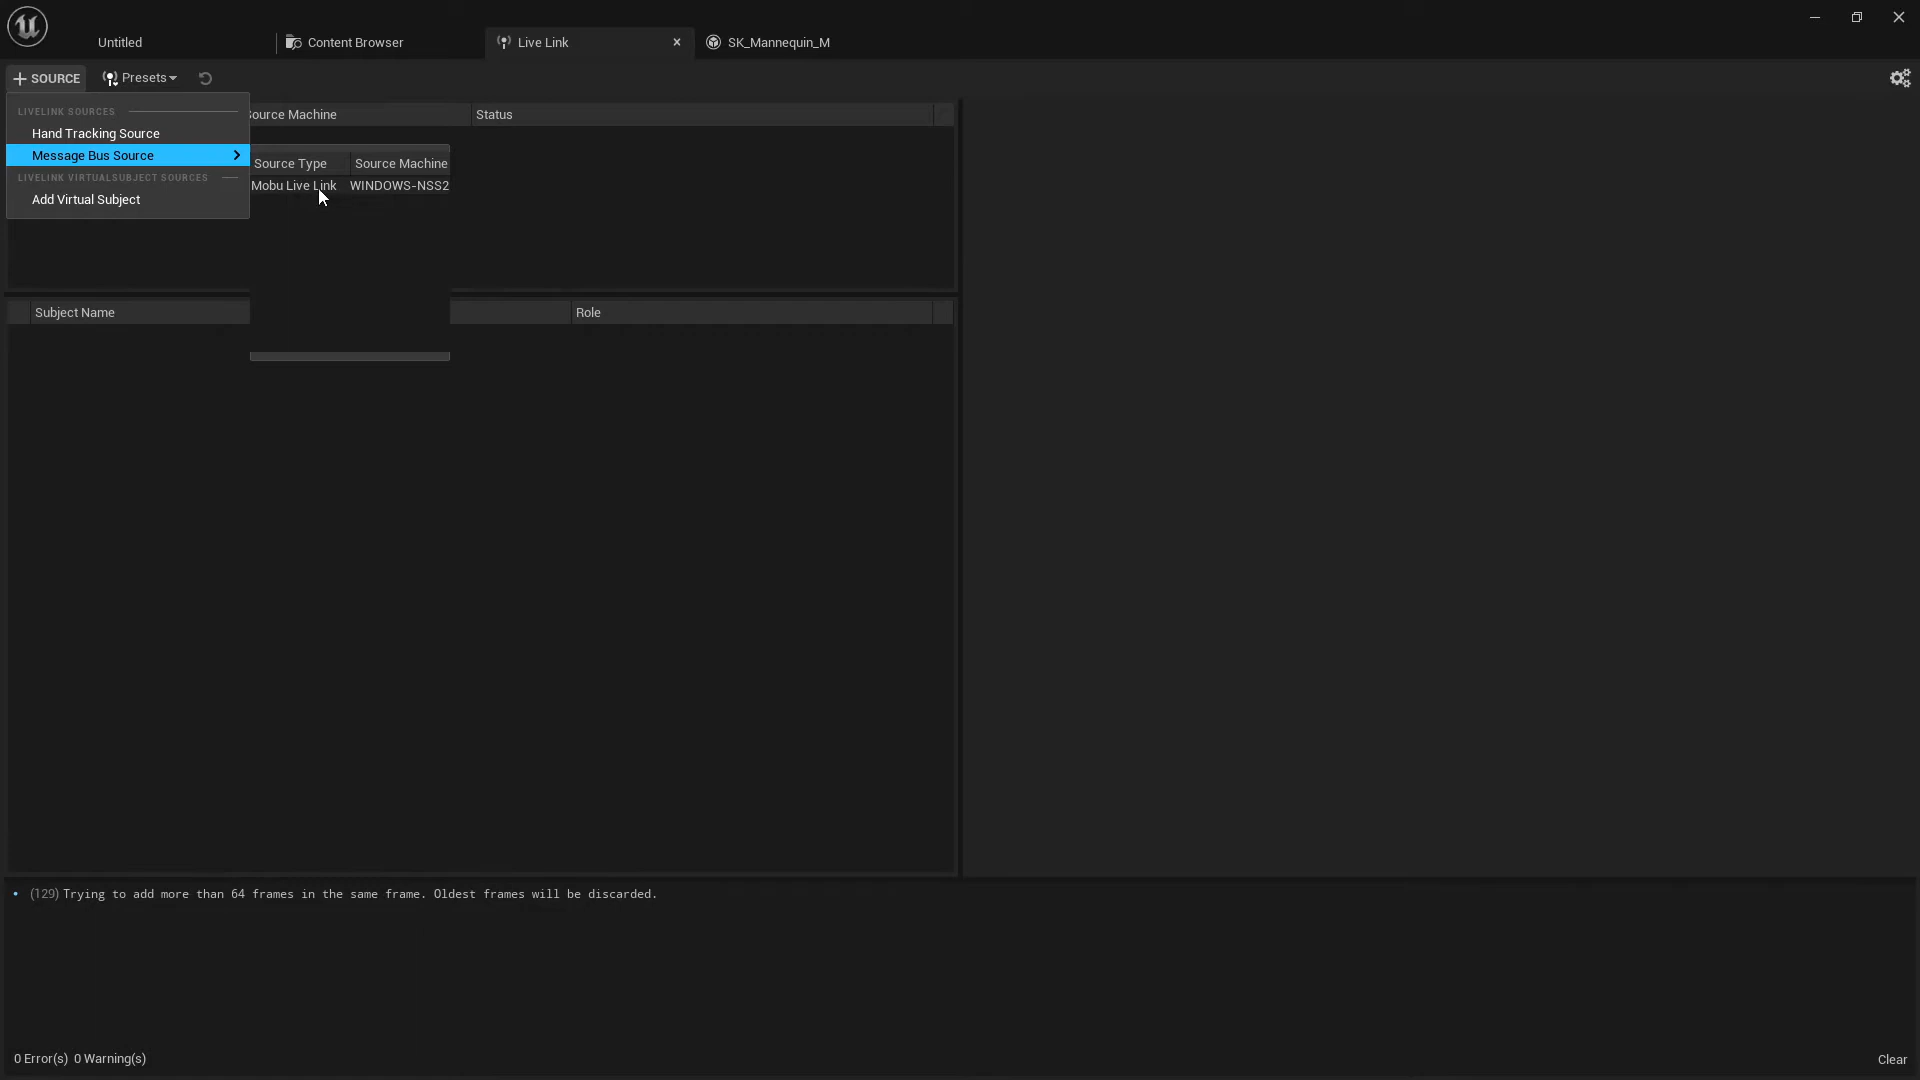 Untitled
Content Browser
Live Link
SK_Mannequin_M
SOURCE
Presets
LIVELINK SOURCES
Hand Tracking Source
Message Bus Source
LIVELINK VIRTUALSUBJECT SOURCES
Add Virtual Subject
Source Machine
Status
Source Type
Source Machine
Mobu Live Link
WINDOWS-NSS2
Subject Name
Role
(129) Trying to add more than 64 frames in the same frame. Oldest frames will be discarded.
0 Error(s) 0 Warning(s)
Clear